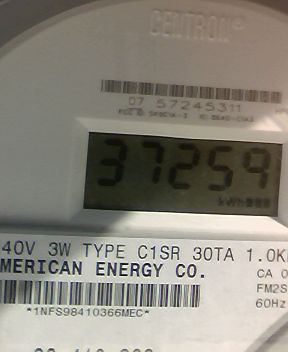 CENTRON®
07 57245311
37259
kWh
40V 3W TYPE C1SR 30TA 1.0K
MERICAN ENERGY CO.
CA 0
FM2S
60Hz
*1NFS98410366MEC*